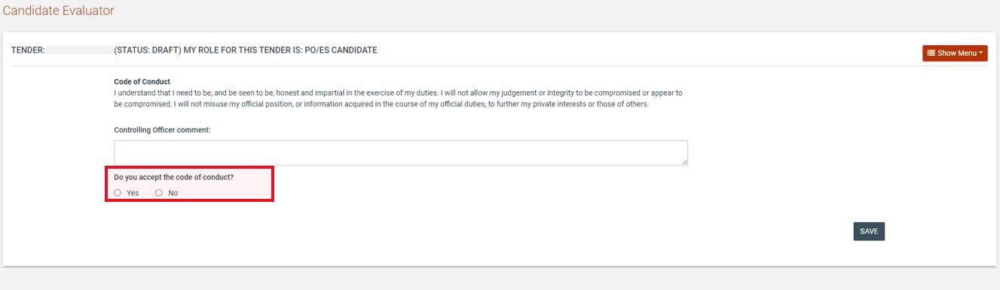 Candidate Evaluator
TENDER: (STATUS: DRAFT) MY ROLE FOR THIS TENDER IS: PO/ES CANDIDATE
Show Menu
Code of Conduct
I understand that I need to be, and be seen to be, honest and impartial in the exercise of my duties. I will not allow my judgement or integrity to be compromised or appear to
be compromised. I will not misuse my official position, or information acquired in the course of my official duties, to further my private interests or those of others.
Controlling Officer comment:
Do you accept the code of conduct?
Yes No
SAVE